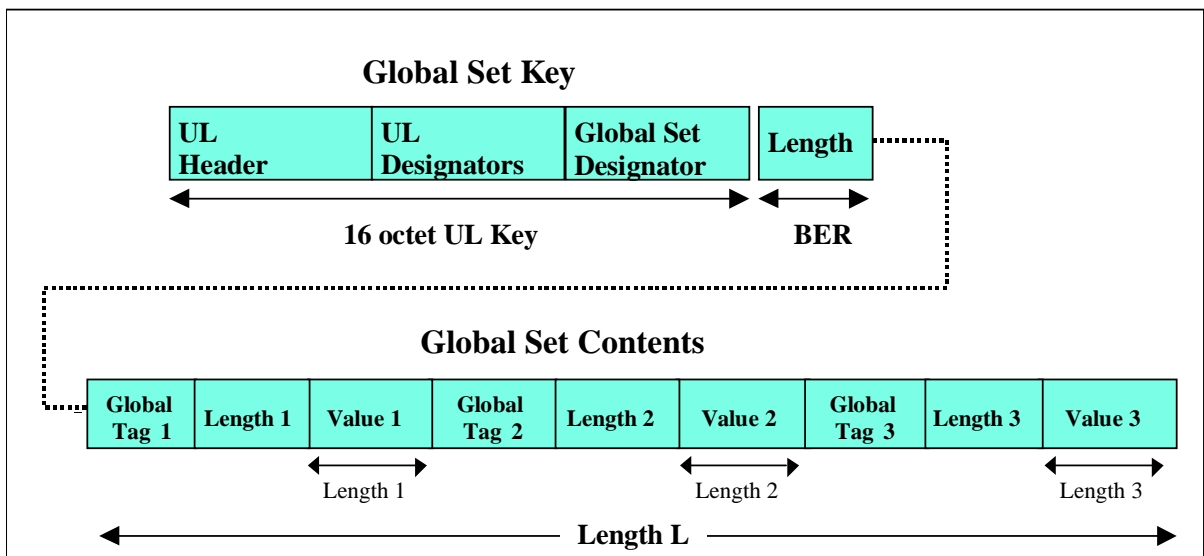 Global Set Key
UL Header
UL Designators
Global Set Designator
Length
16 octet UL Key
BER
Global Set Contents
Global Tag 1
Length 1
Value 1
Global Tag 2
Length 2
Value 2
Global Tag 3
Length 3
Value 3
Length 1
Length 2
Length 3
Length L